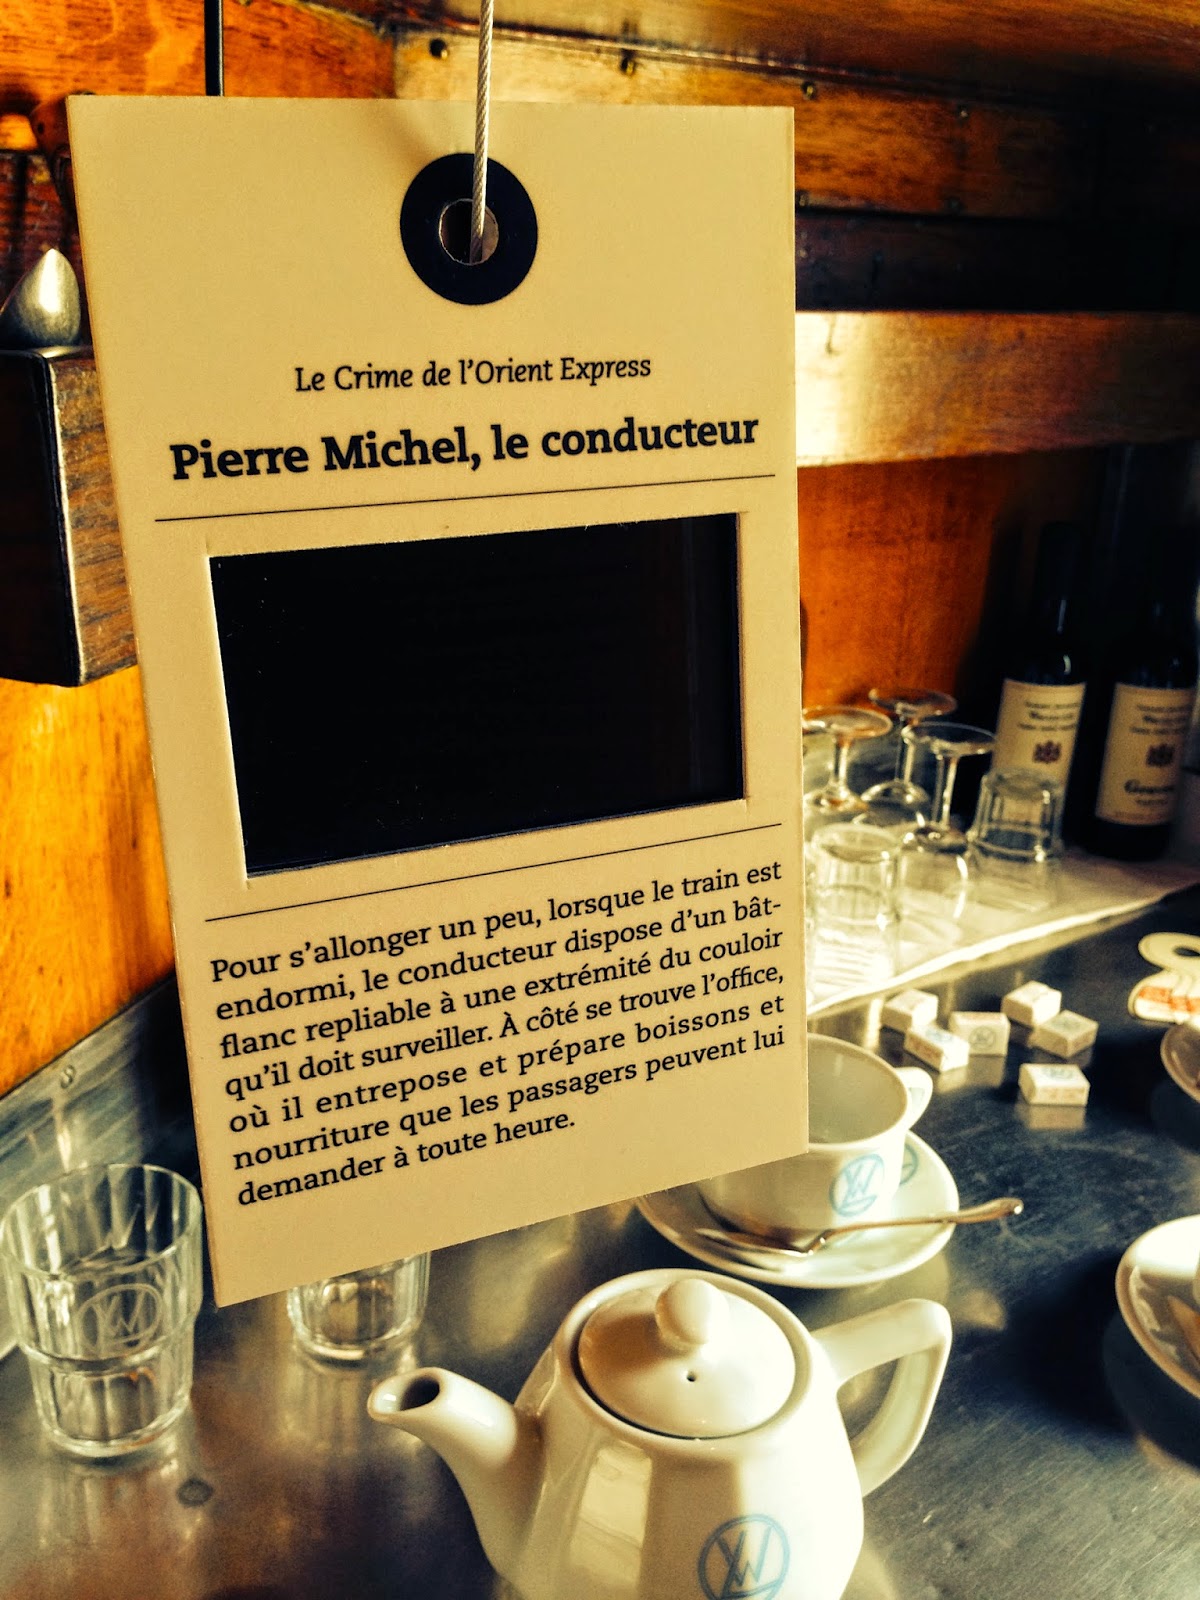 Le Crime de l'Orient Express
Pierre Michel, le conducteur
Pour s'allonger un peu, lorsque le train est
endormi, le conducteur dispose d'un bât-
flanc repliable à une extrémité du couloir
qu'il doit surveiller. À côté se trouve l'office,
où il entrepose et prépare boissons et
nourriture que les passagers peuvent lui
demander à toute heure.